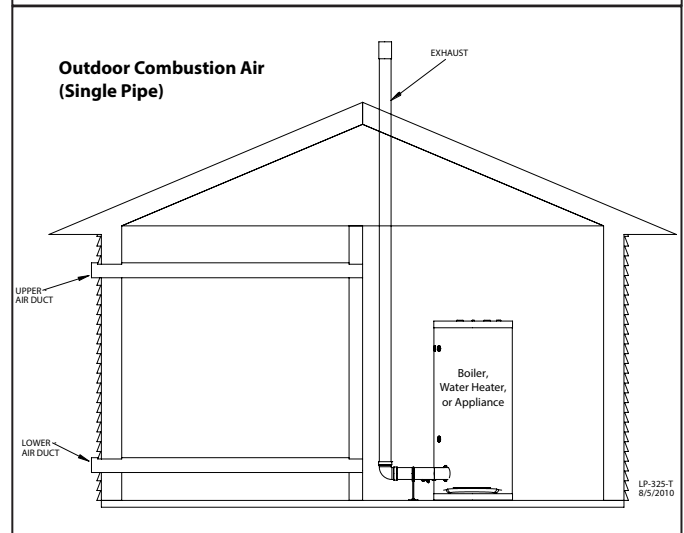 Outdoor Combustion Air
(Single Pipe)
EXHAUST
UPPER
AIR DUCT
Boiler,
Water Heater,
or Appliance
LOWER
AIR DUCT
LP-325-T
8/5/2010